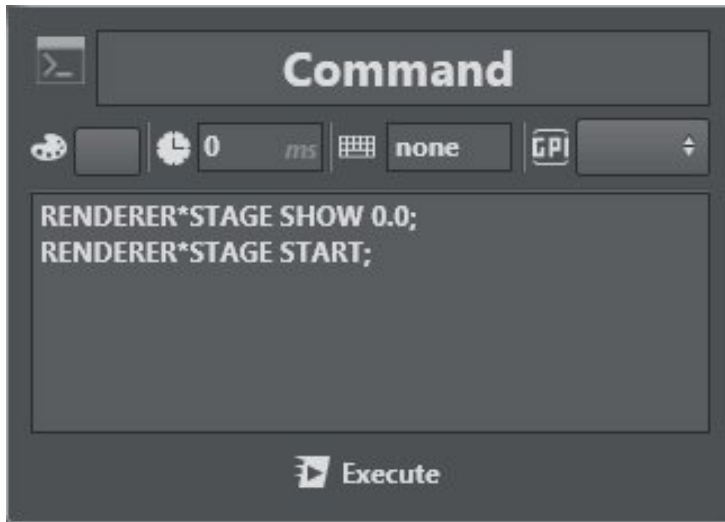 >_
Command
0 ms none GPI
RENDERER*STAGE SHOW 0.0;
RENDERER*STAGE START;
Execute